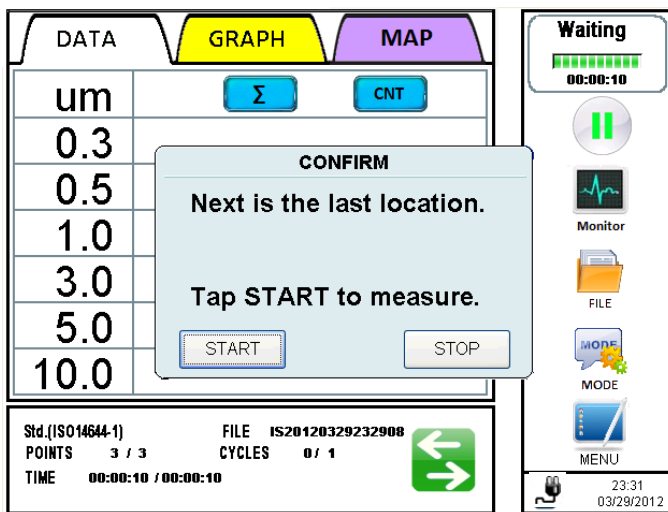 DATA GRAPH MAP
um Σ CNT
0.3
0.5
1.0
3.0
5.0
10.0
CONFIRM
Next is the last location.
Tap START to measure.
START STOP
Std.(ISO14644-1) FILE IS20120329232908
POINTS 3 / 3 CYCLES 0/ 1
TIME 00:00:10 / 00:00:10
Waiting
00:00:10
Monitor
FILE
MODE
MODE
MENU
23:31
03/29/2012